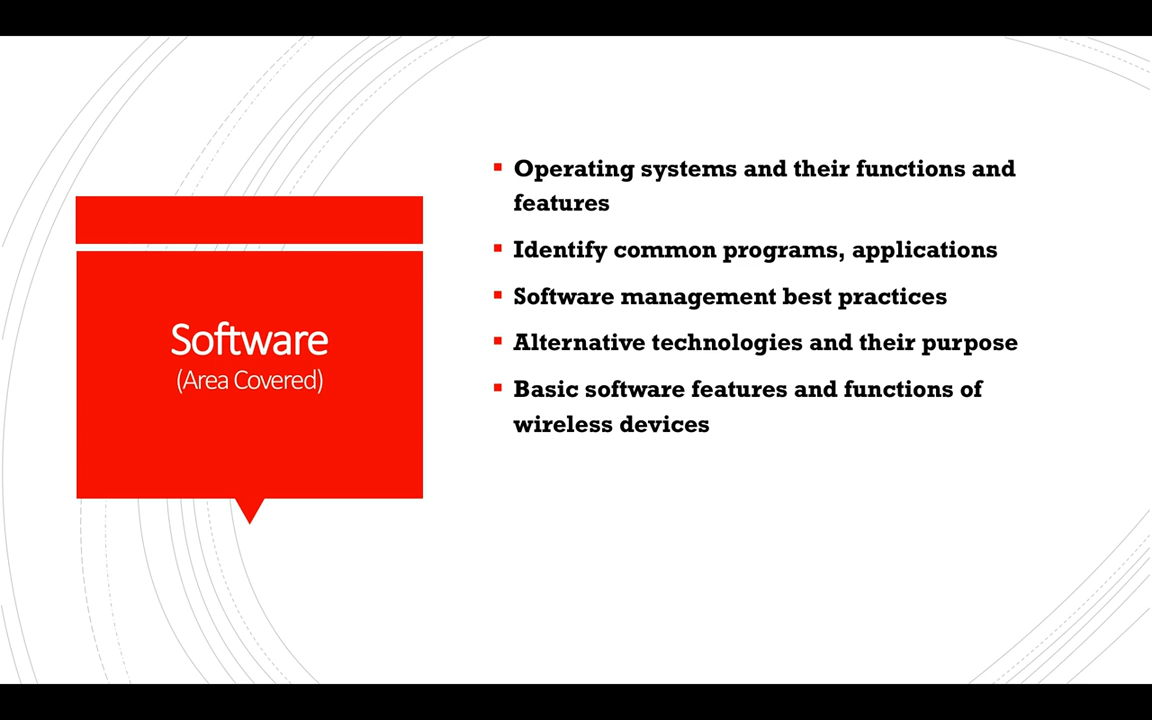 Software
(Area Covered)
Operating systems and their functions and
features
Identify common programs, applications
Software management best practices
Alternative technologies and their purpose
Basic software features and functions of
wireless devices